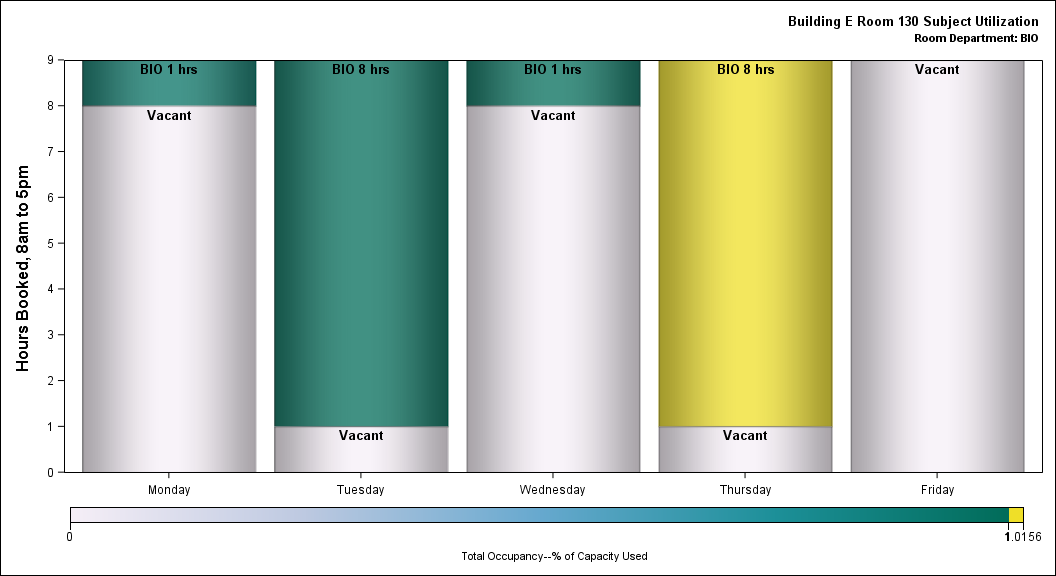 Building E Room 130 Subject Utilization
Room Department: BIO
Hours Booked, 8am to 5pm
9
8
7
6
5
4
3
2
1
0
BIO 1 hrs
Vacant
BIO 8 hrs
Vacant
BIO 1 hrs
Vacant
BIO 8 hrs
Vacant
Vacant
Monday
Tuesday
Wednesday
Thursday
Friday
0
1.0156
Total Occupancy--% of Capacity Used